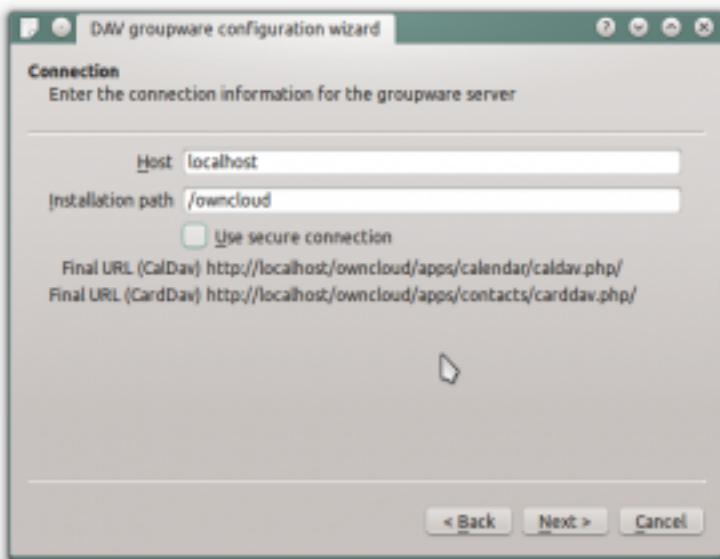 DAV groupware configuration wizard
Connection
Enter the connection information for the groupware server
Host localhost
Installation path /owncloud
Use secure connection
Final URL (CalDav) http://localhost/owncloud/apps/calendar/caldav.php/
Final URL (CardDav) http://localhost/owncloud/apps/contacts/carddav.php/
< Back Next > Cancel